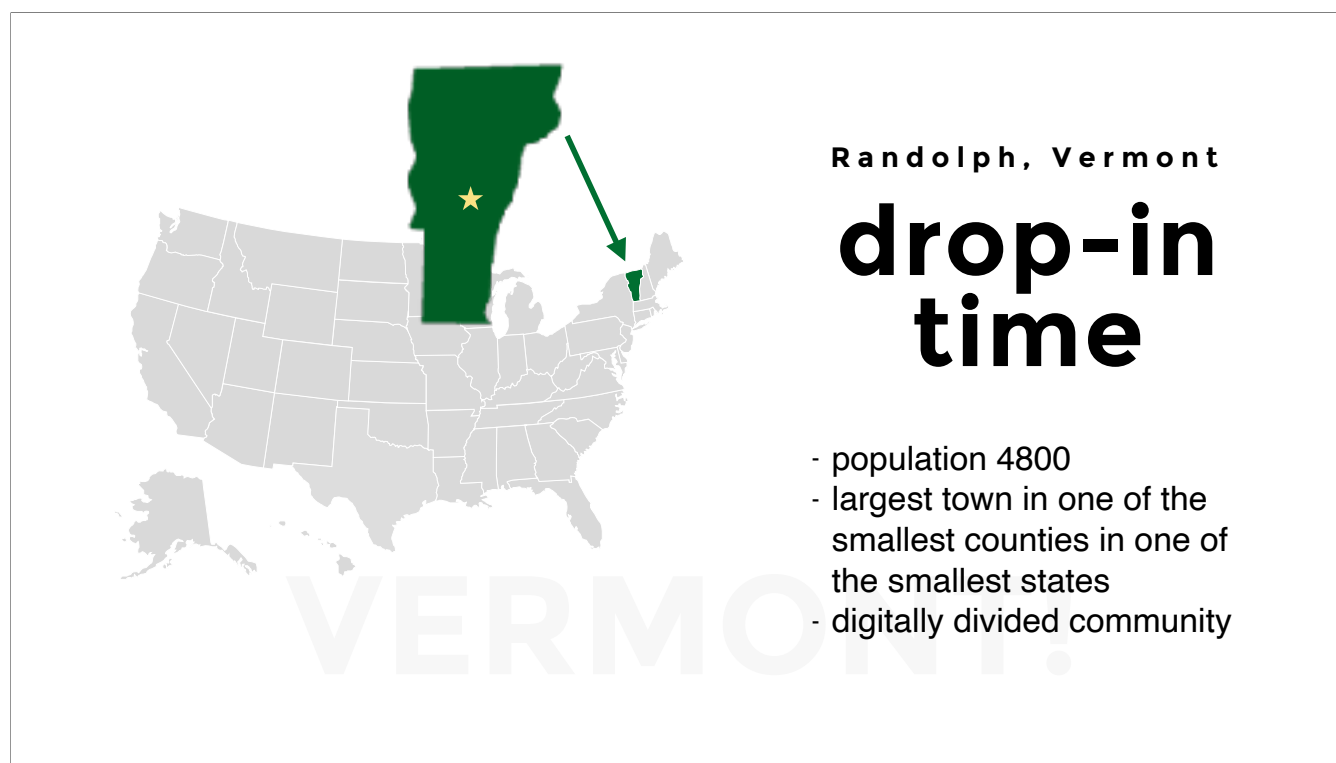 Randolph, Vermont
drop-in
time
- population 4800
- largest town in one of the
smallest counties in one of
the smallest states
- digitally divided community
VERMONT!